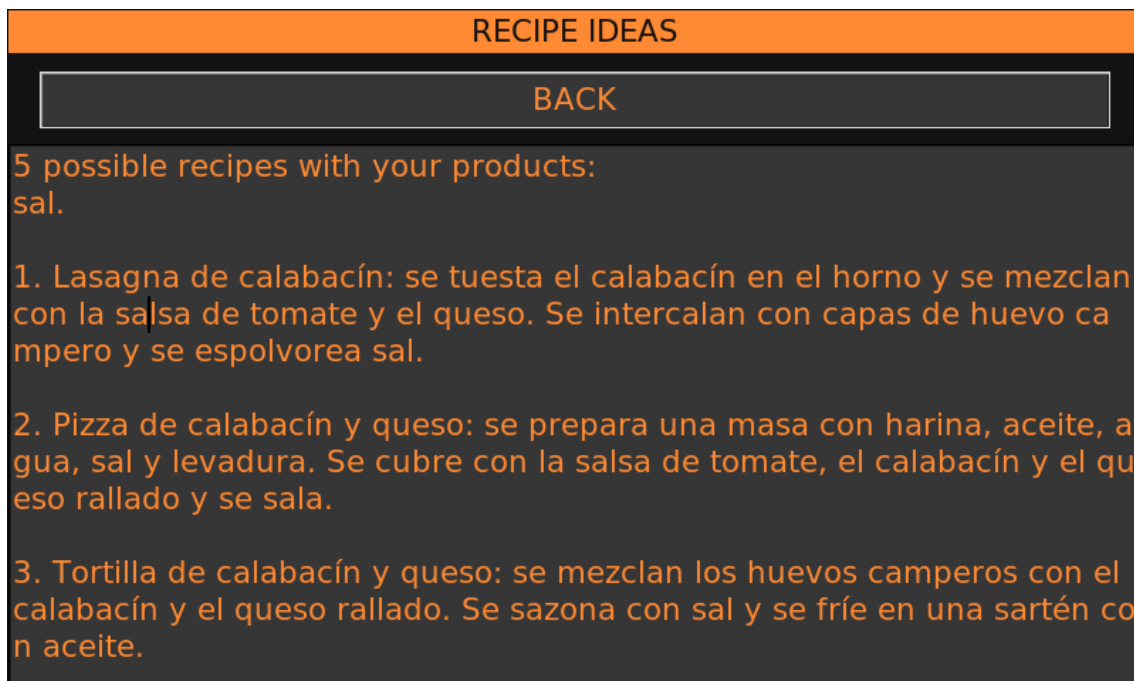 RECIPE IDEAS
BACK
5 possible recipes with your products:
sal.
1. Lasagna de calabacín: se tuesta el calabacín en el horno y se mezclan
con la salsa de tomate y el queso. Se intercalan con capas de huevo ca
mpero y se espolvorea sal.
2. Pizza de calabacín y queso: se prepara una masa con harina, aceite, a
gua, sal y levadura. Se cubre con la salsa de tomate, el calabacín y el qu
eso rallado y se sala.
3. Tortilla de calabacín y queso: se mezclan los huevos camperos con el
calabacín y el queso rallado. Se sazona con sal y se fríe en una sartén co
n aceite.